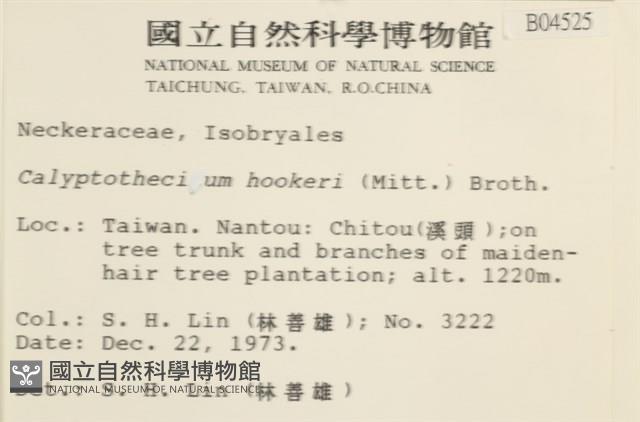 國立自然科學博物館
B04525
NATIONAL MUSEUM OF NATURAL SCIENCE
TAICHUNG, TAIWAN, R.O.CHINA
Neckeraceae, Isobryales
Calyptotheci um hookeri (Mitt.) Broth.
Loc.: Taiwan. Nantou: Chitou(溪頭);on
tree trunk and branches of maiden-
hair tree plantation; alt. 1220m.
Col.: S. H. Lin (林善雄); No. 3222
Date: Dec. 22, 1973.
國立自然科學博物館
NATIONAL MUSEUM OF NATURAL SCIENCE
Det.: S. H. Lin (林善雄)